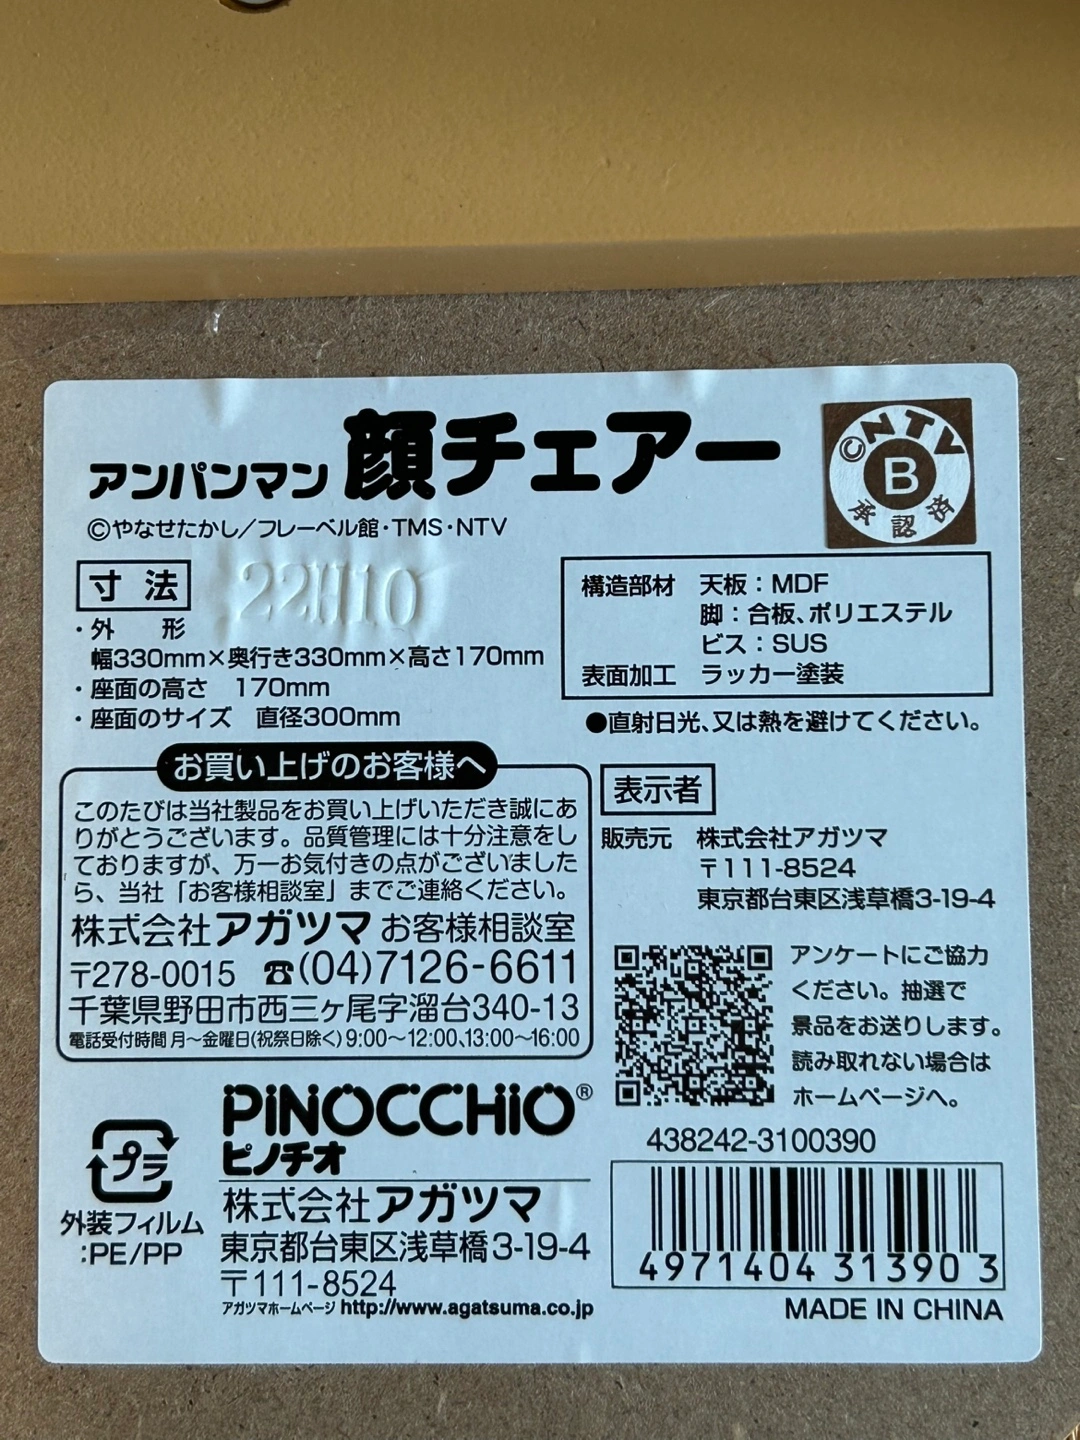 アンパンマン 顔チェアー
©やなせたかし／フレーベル館・TMS・NTV
©NTV
B
承認済
寸 法
22H10
・外　形
幅330mm×奥行き330mm×高さ170mm
・座面の高さ　170mm
・座面のサイズ　直径300mm
構造部材　天板：MDF
脚：合板、ポリエステル
ビス：SUS
表面加工　ラッカー塗装
●直射日光、又は熱を避けてください。
お買い上げのお客様へ
このたびは当社製品をお買い上げいただき誠にあ
りがとうございます。品質管理には十分注意をし
ておりますが、万一お気付きの点がございました
ら、当社「お客様相談室」までご連絡ください。
株式会社アガツマ お客様相談室
〒278-0015 ☎(04)7126-6611
千葉県野田市西三ヶ尾字溜台340-13
電話受付時間 月～金曜日(祝祭日除く) 9:00～12:00、13:00～16:00
表示者
販売元　株式会社アガツマ
〒111-8524
東京都台東区浅草橋3-19-4
アンケートにご協力
ください。抽選で
景品をお送りします。
読み取れない場合は
ホームページへ。
438242-3100390
プラ
外装フィルム
:PE/PP
PINOCCHIO®
ピノチオ
株式会社アガツマ
東京都台東区浅草橋3-19-4
〒111-8524
アガツマホームページ http://www.agatsuma.co.jp
4971404313903
MADE IN CHINA